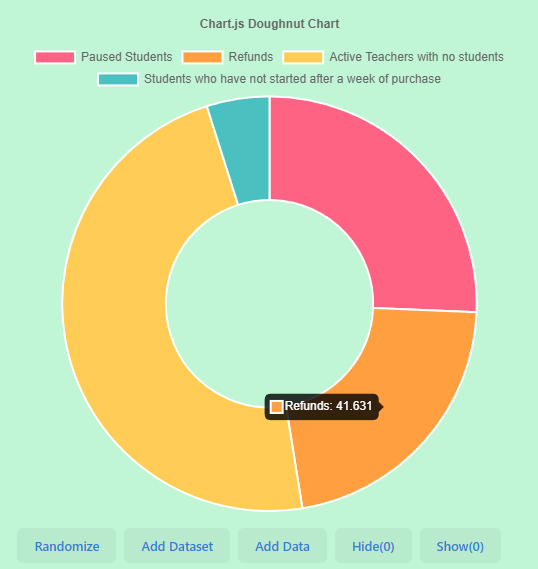 Chart.js Doughnut Chart
Paused Students Refunds Active Teachers with no students
Students who have not started after a week of purchase
Refunds: 41.631
Randomize Add Dataset Add Data Hide(0) Show(0)